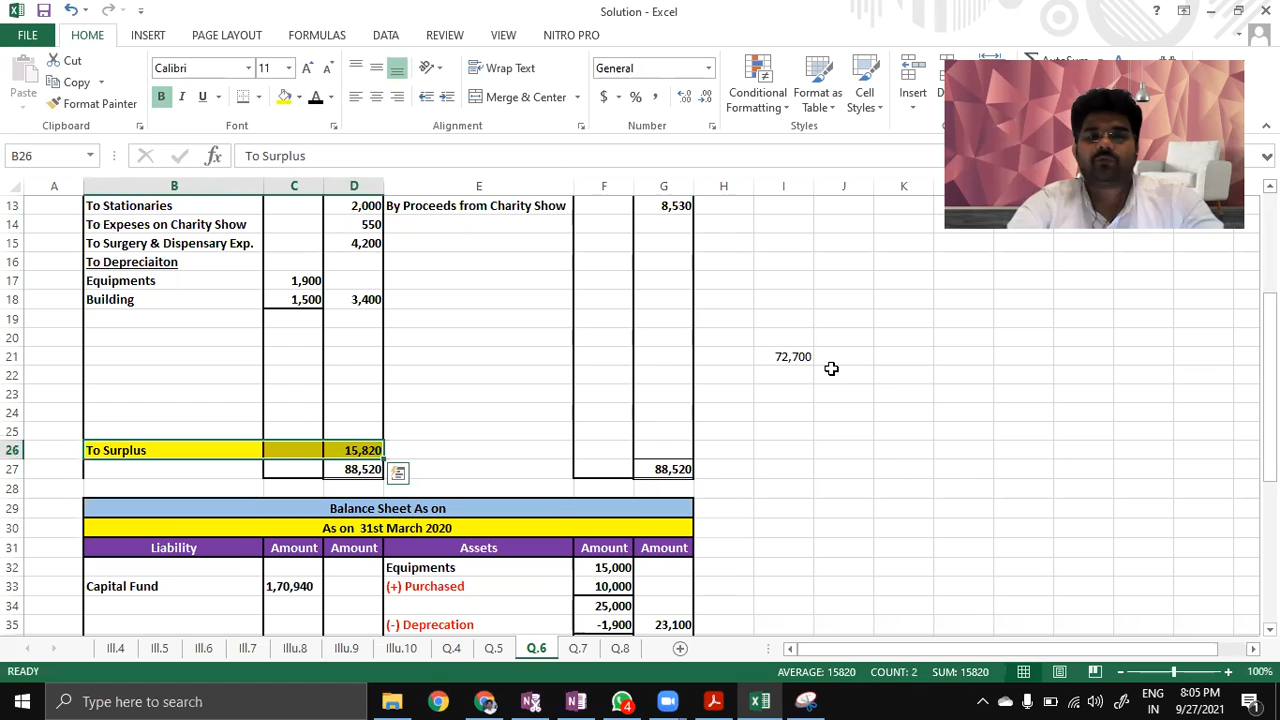 Solution - Excel
FILE HOME INSERT PAGE LAYOUT FORMULAS DATA REVIEW VIEW NITRO PRO
Cut
Copy
Format Painter
Paste
Calibri 11
B I U
Wrap Text
Merge & Center
General
$ % ,
Conditional Formatting
Format as Table
Cell Styles
Insert
AutoSum
Clipboard Font Alignment Number Styles
B26 fx To Surplus
A B C D E F G H I J K
13 To Stationaries 2,000 By Proceeds from Charity Show 8,530
14 To Expeses on Charity Show 550
15 To Surgery & Dispensary Exp. 4,200
16 To Depreciaiton
17 Equipments 1,900
18 Building 1,500 3,400
19
20
21 72,700
22
23
24
25
26 To Surplus 15,820
27 88,520 88,520
28
29 Balance Sheet As on
30 As on 31st March 2020
31 Liability Amount Amount Assets Amount Amount
32 Equipments 15,000
33 Capital Fund 1,70,940 (+) Purchased 10,000
34 25,000
35 (-) Deprecation -1,900 23,100
Ill.4 Ill.5 Ill.6 Ill.7 Illu.8 Illu.9 Illu.10 Q.4 Q.5 Q.6 Q.7 Q.8
READY AVERAGE: 15820 COUNT: 2 SUM: 15820 100%
Type here to search
4
ENG
IN
8:05 PM
9/27/2021
1